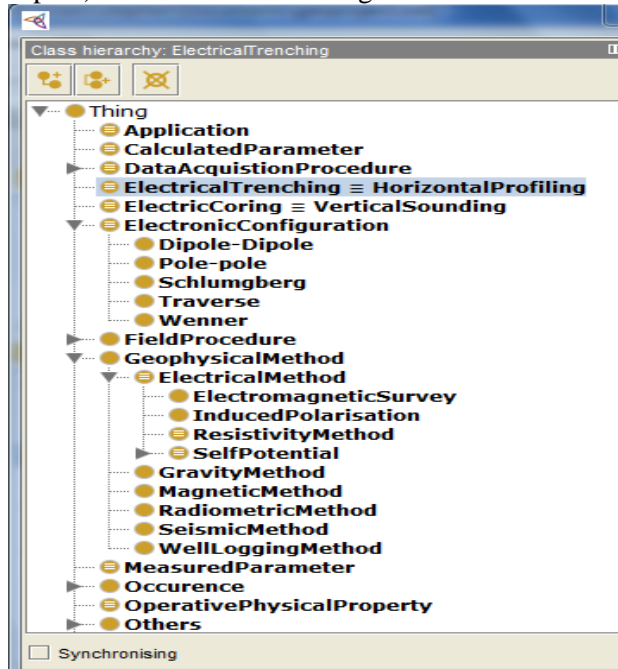 Class hierarchy: ElectricalTrenching
Thing
Application
CalculatedParameter
DataAcquistionProcedure
ElectricalTrenching ≡ HorizontalProfiling
ElectricCoring ≡ VerticalSounding
ElectronicConfiguration
Dipole-Dipole
Pole-pole
Schlumgberg
Traverse
Wenner
FieldProcedure
GeophysicalMethod
ElectricalMethod
ElectromagneticSurvey
InducedPolarisation
ResistivityMethod
SelfPotential
GravityMethod
MagneticMethod
RadiometricMethod
SeismicMethod
WellLoggingMethod
MeasuredParameter
Occurence
OperativePhysicalProperty
Others
Synchronising